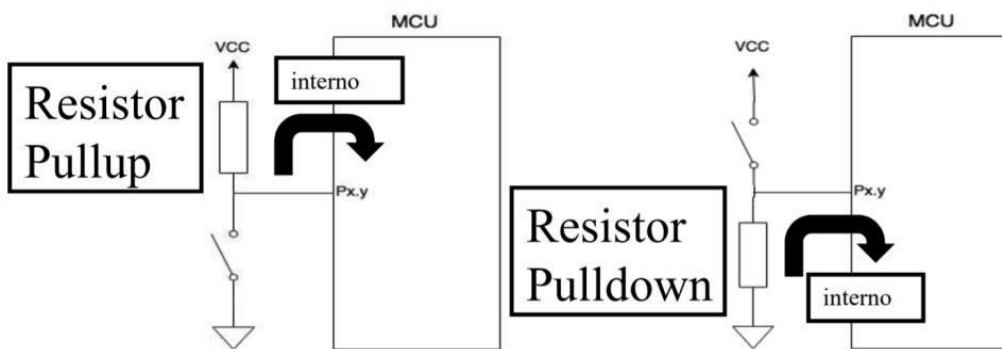 MCU
VCC
interno
Resistor
Pullup
Px.y
MCU
VCC
Px.y
Resistor
Pulldown
interno